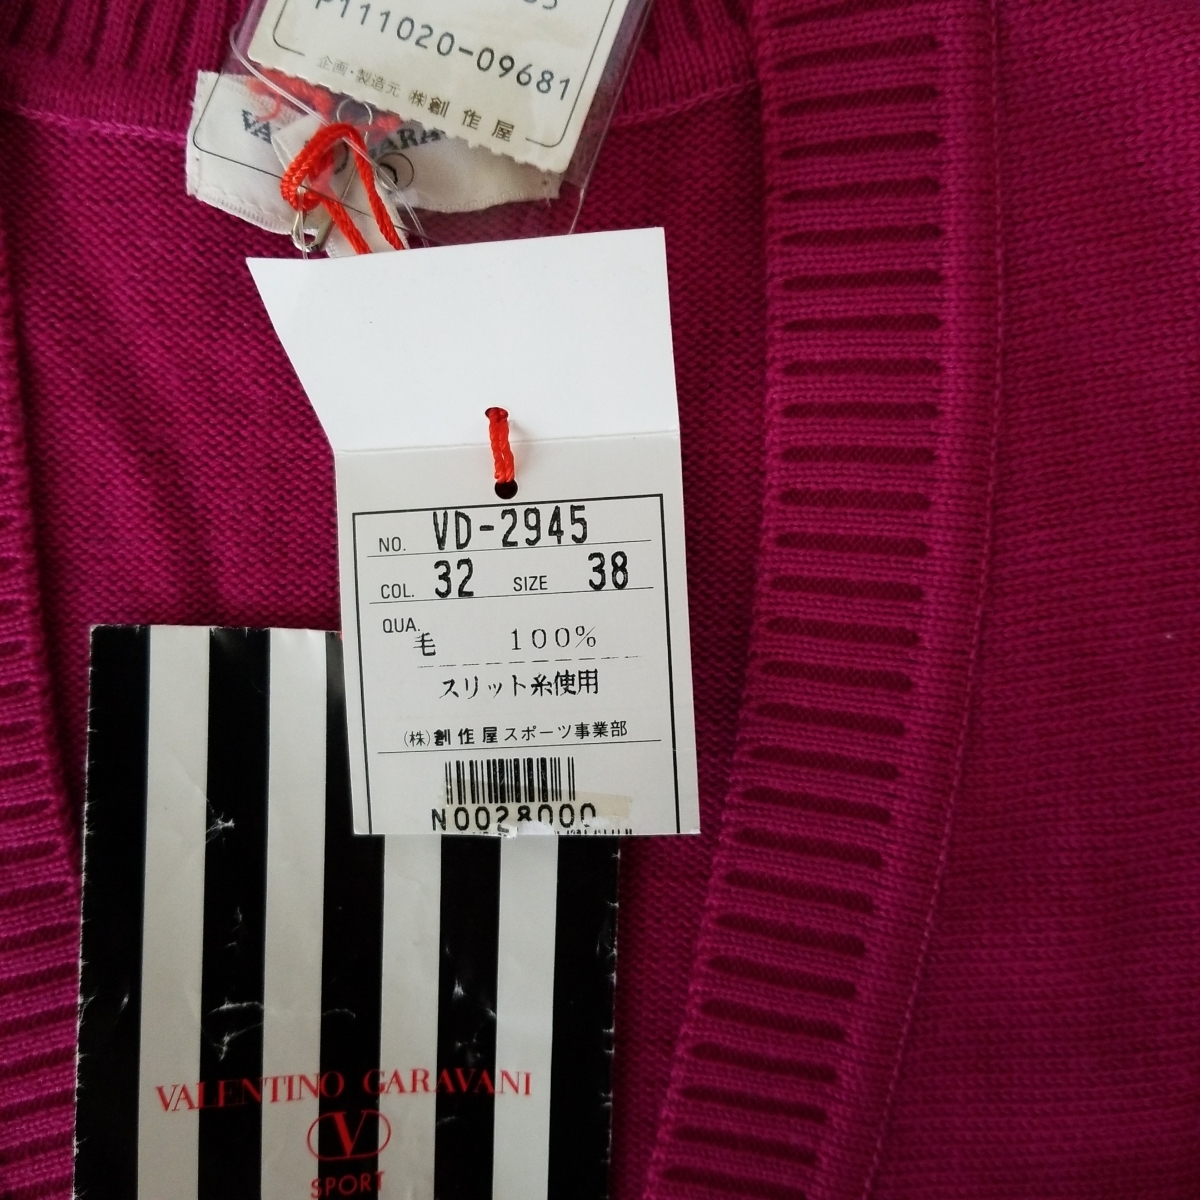 P111020-09681
企画・製造元 ㈱創作屋
NO. VD-2945
COL. 32 SIZE 38
QUA.
毛 100%
スリット糸使用
(株)創作屋スポーツ事業部
N0028000
VALENTINO GARAVANI
V
SPORT